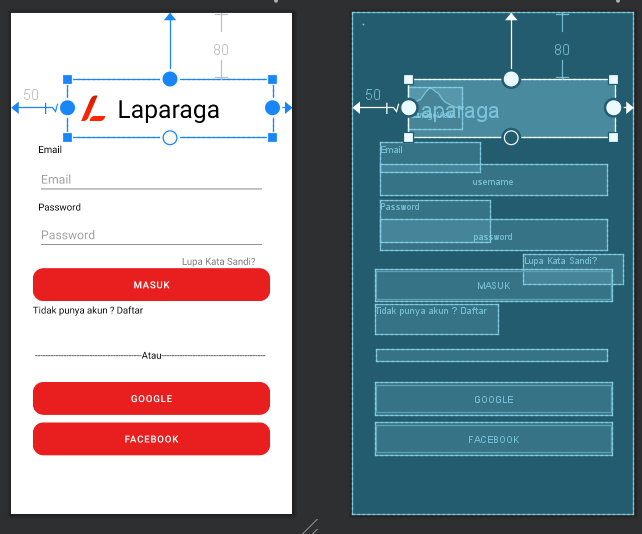 80
50
Laparaga
Email
Email
Password
Password
Lupa Kata Sandi?
MASUK
Tidak punya akun ? Daftar
Atau
GOOGLE
FACEBOOK
80
50
Laparaga
Email
username
Password
password
Lupa Kata Sandi?
MASUK
Tidak punya akun ? Daftar
GOOGLE
FACEBOOK